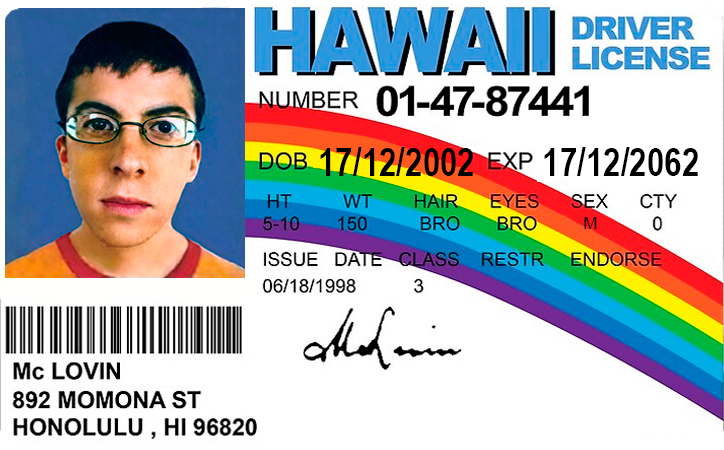 HAWAII DRIVER LICENSE
NUMBER 01-47-87441
DOB 17/12/2002 EXP 17/12/2062
HT WT HAIR EYES SEX CTY
5-10 150 BRO BRO M 0
ISSUE DATE CLASS RESTR ENDORSE
06/18/1998 3
McLovin
Mc LOVIN
892 MOMONA ST
HONOLULU , HI 96820